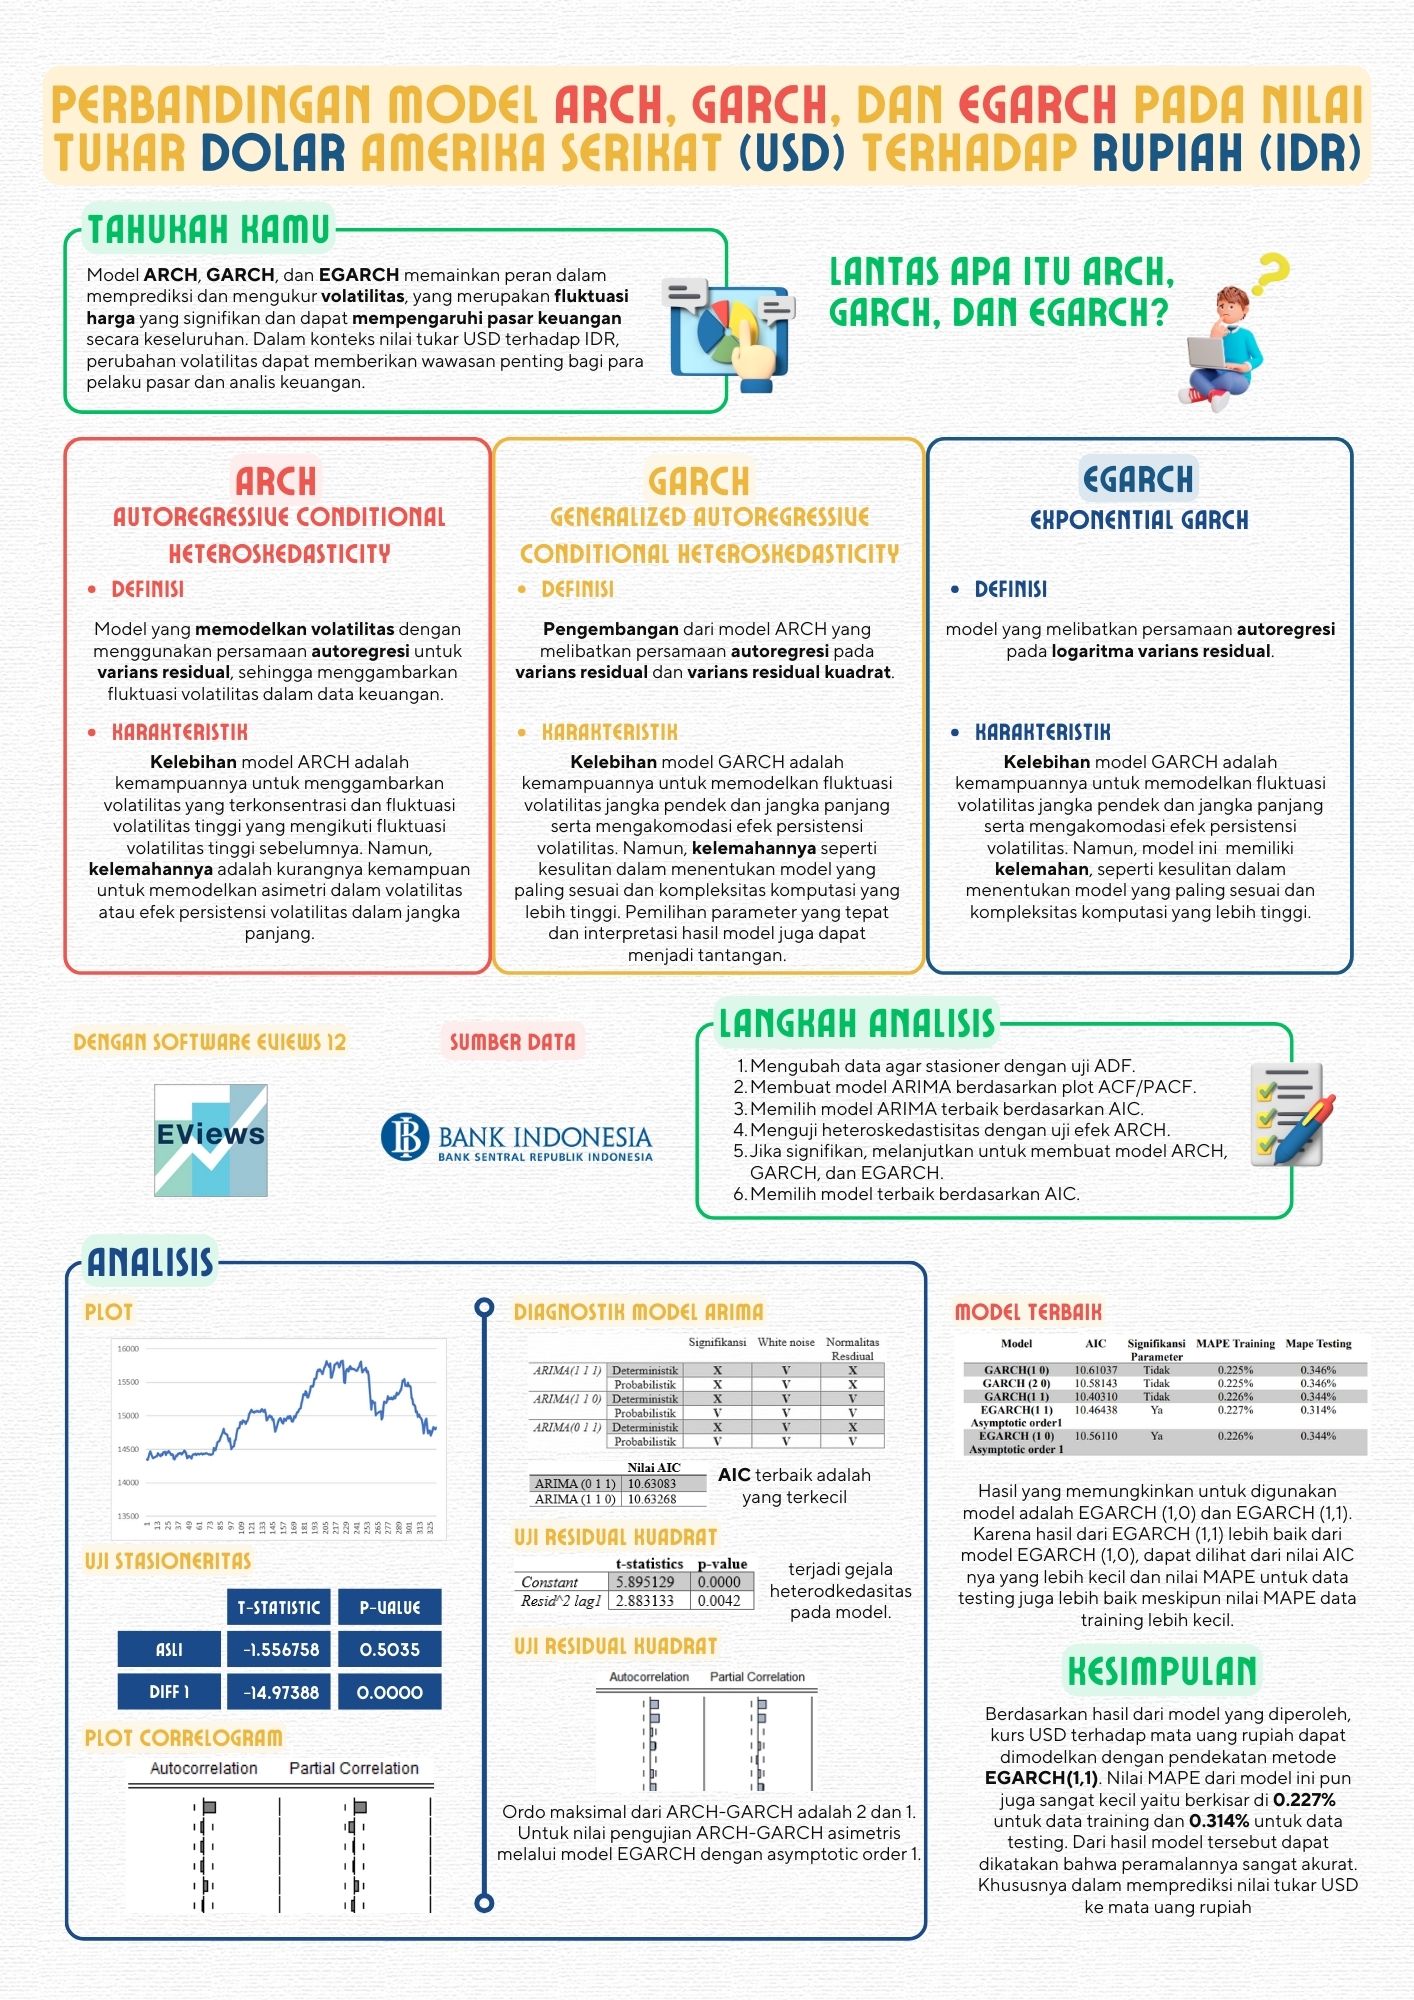 PERBANDINGAN MODEL ARCH, GARCH, DAN EGARCH PADA NILAI
TUKAR DOLAR AMERIKA SERIKAT (USD) TERHADAP RUPIAH (IDR)
TAHUKAH KAMU
Model ARCH, GARCH, dan EGARCH memainkan peran dalam
memprediksi dan mengukur volatilitas, yang merupakan fluktuasi
harga yang signifikan dan dapat mempengaruhi pasar keuangan
secara keseluruhan. Dalam konteks nilai tukar USD terhadap IDR,
perubahan volatilitas dapat memberikan wawasan penting bagi para
pelaku pasar dan analis keuangan.
LANTAS APA ITU ARCH,
GARCH, DAN EGARCH?
ARCH
AUTOREGRESSIVE CONDITIONAL
HETEROSKEDASTICITY
• DEFINISI
Model yang memodelkan volatilitas dengan
menggunakan persamaan autoregresi untuk
varians residual, sehingga menggambarkan
fluktuasi volatilitas dalam data keuangan.
• KARAKTERISTIK
Kelebihan model ARCH adalah
kemampuannya untuk menggambarkan
volatilitas yang terkonsentrasi dan fluktuasi
volatilitas tinggi yang mengikuti fluktuasi
volatilitas tinggi sebelumnya. Namun,
kelemahannya adalah kurangnya kemampuan
untuk memodelkan asimetri dalam volatilitas
atau efek persistensi volatilitas dalam jangka
panjang.
GARCH
GENERALIZED AUTOREGRESSIVE
CONDITIONAL HETEROSKEDASTICITY
• DEFINISI
Pengembangan dari model ARCH yang
melibatkan persamaan autoregresi pada
varians residual dan varians residual kuadrat.
• KARAKTERISTIK
Kelebihan model GARCH adalah
kemampuannya untuk memodelkan fluktuasi
volatilitas jangka pendek dan jangka panjang
serta mengakomodasi efek persistensi
volatilitas. Namun, kelemahannya seperti
kesulitan dalam menentukan model yang
paling sesuai dan kompleksitas komputasi yang
lebih tinggi. Pemilihan parameter yang tepat
dan interpretasi hasil model juga dapat
menjadi tantangan.
EGARCH
EXPONENTIAL GARCH
• DEFINISI
model yang melibatkan persamaan autoregresi
pada logaritma varians residual.
• KARAKTERISTIK
Kelebihan model GARCH adalah
kemampuannya untuk memodelkan fluktuasi
volatilitas jangka pendek dan jangka panjang
serta mengakomodasi efek persistensi
volatilitas. Namun, model ini memiliki
kelemahan, seperti kesulitan dalam
menentukan model yang paling sesuai dan
kompleksitas komputasi yang lebih tinggi.
DENGAN SOFTWARE EVIEWS 12
EViews
SUMBER DATA
BANK INDONESIA
BANK SENTRAL REPUBLIK INDONESIA
LANGKAH ANALISIS
1. Mengubah data agar stasioner dengan uji ADF.
2. Membuat model ARIMA berdasarkan plot ACF/PACF.
3. Memilih model ARIMA terbaik berdasarkan AIC.
4. Menguji heteroskedastisitas dengan uji efek ARCH.
5. Jika signifikan, melanjutkan untuk membuat model ARCH,
GARCH, dan EGARCH.
6. Memilih model terbaik berdasarkan AIC.
ANALISIS
PLOT
16000
15500
15000
14500
14000
13500
1 13 25 37 49 61 73 85 97 109 121 133 145 157 169 181 193 205 217 229 241 253 265 277 289 301 313 325
UJI STASIONERITAS
T-STATISTIC P-VALUE
ASLI -1.556758 0.5035
DIFF 1 -14.97388 0.0000
PLOT CORRELOGRAM
Autocorrelation Partial Correlation
DIAGNOSTIK MODEL ARIMA
Signifikansi White noise Normalitas
Resdiual
ARIMA(1 1 1) Deterministik X V X
Probabilistik X V X
ARIMA(1 1 0) Deterministik X V X
Probabilistik V V V
ARIMA(0 1 1) Deterministik X V X
Probabilistik V V V
Nilai AIC
ARIMA (0 1 1) 10.63083
ARIMA (1 1 0) 10.63268
AIC terbaik adalah
yang terkecil
UJI RESIDUAL KUADRAT
t-statistics p-value
Constant 5.895129 0.0000
Resid^2 lag1 2.883133 0.0042
terjadi gejala
heterodkedasitas
pada model.
UJI RESIDUAL KUADRAT
Autocorrelation Partial Correlation
Ordo maksimal dari ARCH-GARCH adalah 2 dan 1.
Untuk nilai pengujian ARCH-GARCH asimetris
melalui model EGARCH dengan asymptotic order 1.
MODEL TERBAIK
Model AIC Signifikansi MAPE Training Mape Testing
Parameter
GARCH(1 0) 10.61037 Tidak 0.225% 0.346%
GARCH (2 0) 10.58143 Tidak 0.225% 0.346%
GARCH(1 1) 10.40310 Tidak 0.226% 0.344%
EGARCH(1 1) 10.46438 Ya 0.227% 0.314%
Asymptotic order1
EGARCH (1 0) 10.56110 Ya 0.226% 0.344%
Asymptotic order 1
Hasil yang memungkinkan untuk digunakan
model adalah EGARCH (1,0) dan EGARCH (1,1).
Karena hasil dari EGARCH (1,1) lebih baik dari
model EGARCH (1,0), dapat dilihat dari nilai AIC
nya yang lebih kecil dan nilai MAPE untuk data
testing juga lebih baik meskipun nilai MAPE data
training lebih kecil.
KESIMPULAN
Berdasarkan hasil dari model yang diperoleh,
kurs USD terhadap mata uang rupiah dapat
dimodelkan dengan pendekatan metode
EGARCH(1,1). Nilai MAPE dari model ini pun
juga sangat kecil yaitu berkisar di 0.227%
untuk data training dan 0.314% untuk data
testing. Dari hasil model tersebut dapat
dikatakan bahwa peramalannya sangat akurat.
Khususnya dalam memprediksi nilai tukar USD
ke mata uang rupiah